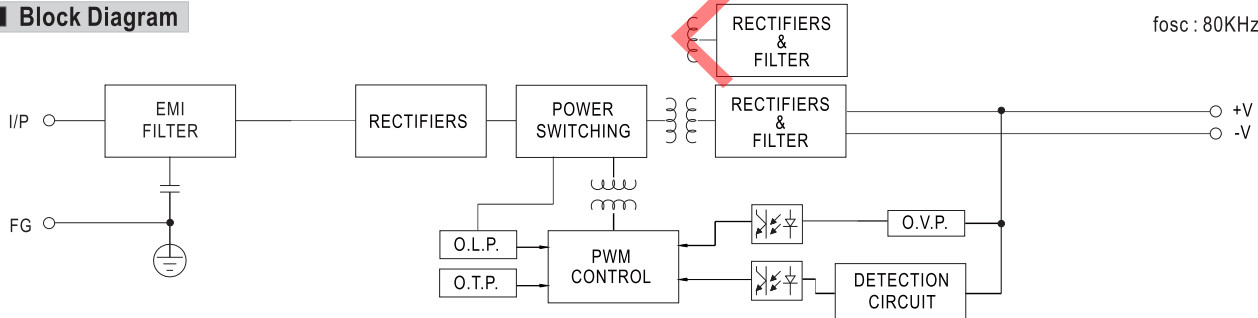 Block Diagram
fosc : 80KHz
RECTIFIERS
&
FILTER
I/P
EMI
FILTER
RECTIFIERS
POWER
SWITCHING
RECTIFIERS
&
FILTER
+V
-V
FG
O.L.P.
O.T.P.
PWM
CONTROL
O.V.P.
DETECTION
CIRCUIT